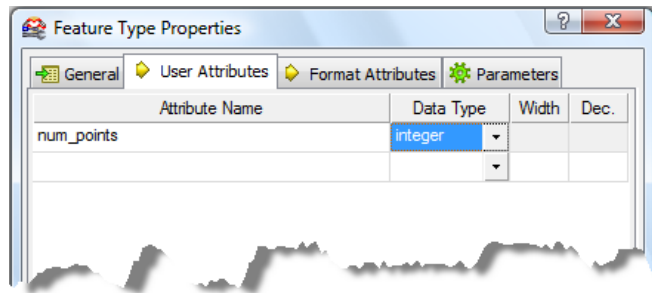 Feature Type Properties
General User Attributes Format Attributes Parameters
Attribute Name Data Type Width Dec.
num_points integer